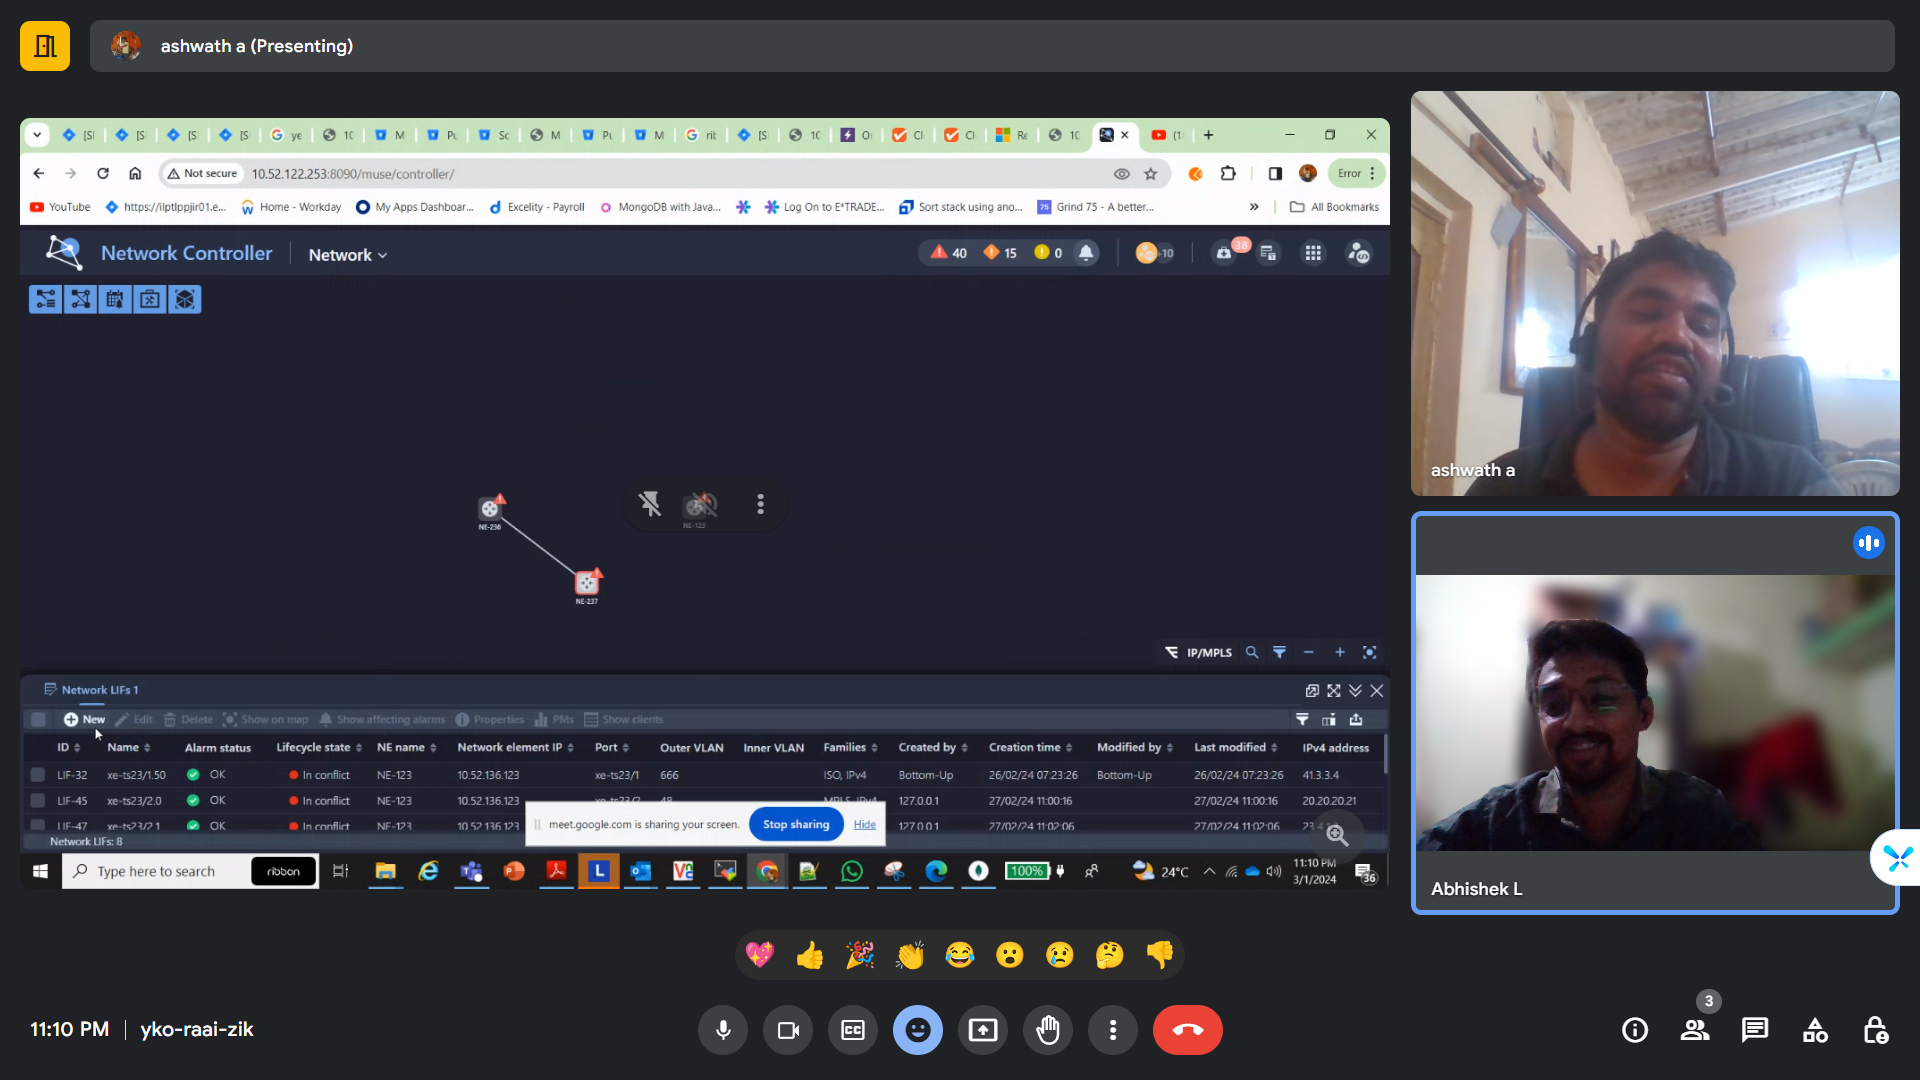 ashwath a (Presenting)
Not secure 10.52.122.253:8090/muse/controller/
Error
YouTube https://ilptlppjir01.e... Home - Workday My Apps Dashboar... Excelity - Payroll MongoDB with Java... Log On to E*TRADE... Sort stack using ano... Grind 75 - A better... All Bookmarks
Network Controller Network 40 15 0 +10 38
NE-236
NE-123
NE-237
IP/MPLS
Network LIFs 1
New Edit Delete Show on map Show affecting alarms Properties PMs Show clients
ID Name Alarm status Lifecycle state NE name Network element IP Port Outer VLAN Inner VLAN Families Created by Creation time Modified by Last modified IPv4 address
LIF-32 xe-ts23/1.50 OK In conflict NE-123 10.52.136.123 xe-ts23/1 666 ISO, IPv4 Bottom-Up 26/02/24 07:23:26 Bottom-Up 26/02/24 07:23:26 41.3.3.4
LIF-45 xe-ts23/2.0 OK In conflict NE-123 10.52.136.123 xe-ts23/2 48 MPLS, IPv4 127.0.0.1 27/02/24 11:00:16 27/02/24 11:00:16 20.20.20.21
LIF-47 xe-ts23/2.1 OK In conflict NE-123 10.52.136.123 127.0.0.1 27/02/24 11:02:06 27/02/24 11:02:06
meet.google.com is sharing your screen. Stop sharing Hide
Network LIFs: 8
Type here to search ribbon 100% 24°C 11:10 PM
3/1/2024
36
ashwath a
Abhishek L
11:10 PM yko-raai-zik
3